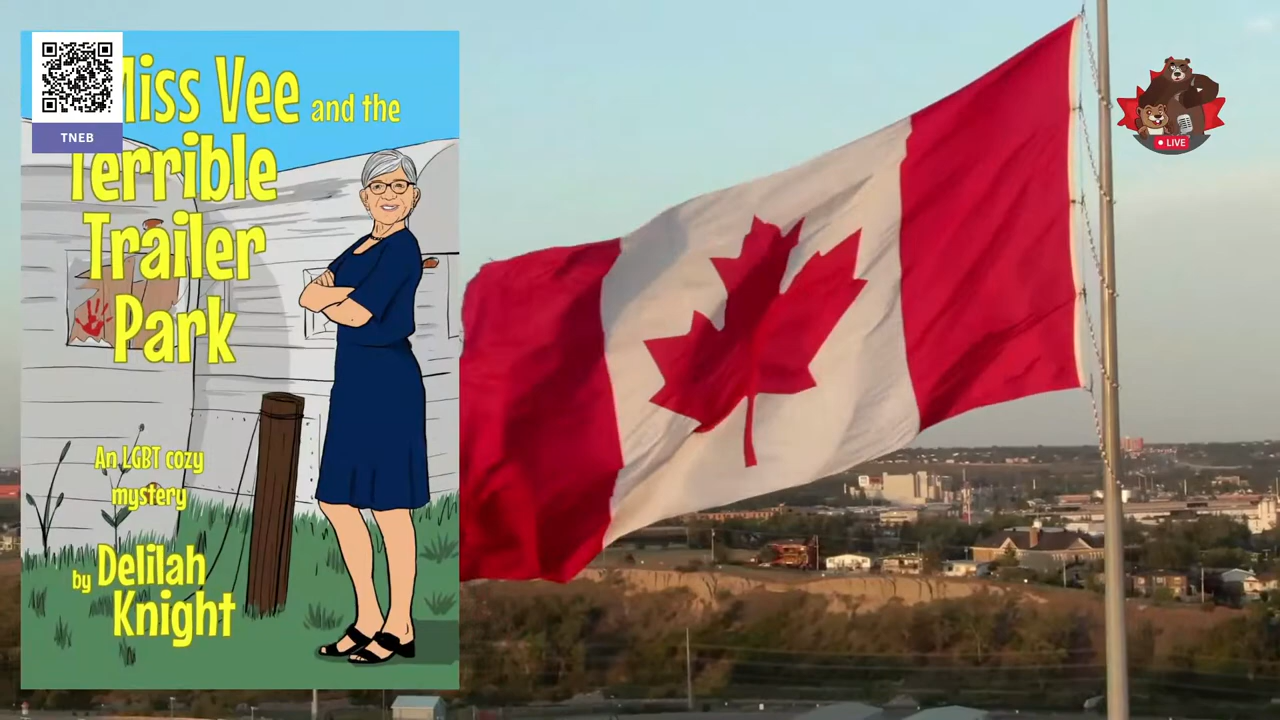 TNEB
Miss Vee and the
Terrible
Trailer
Park
An LGBT cozy
mystery
by Delilah
Knight
LIVE